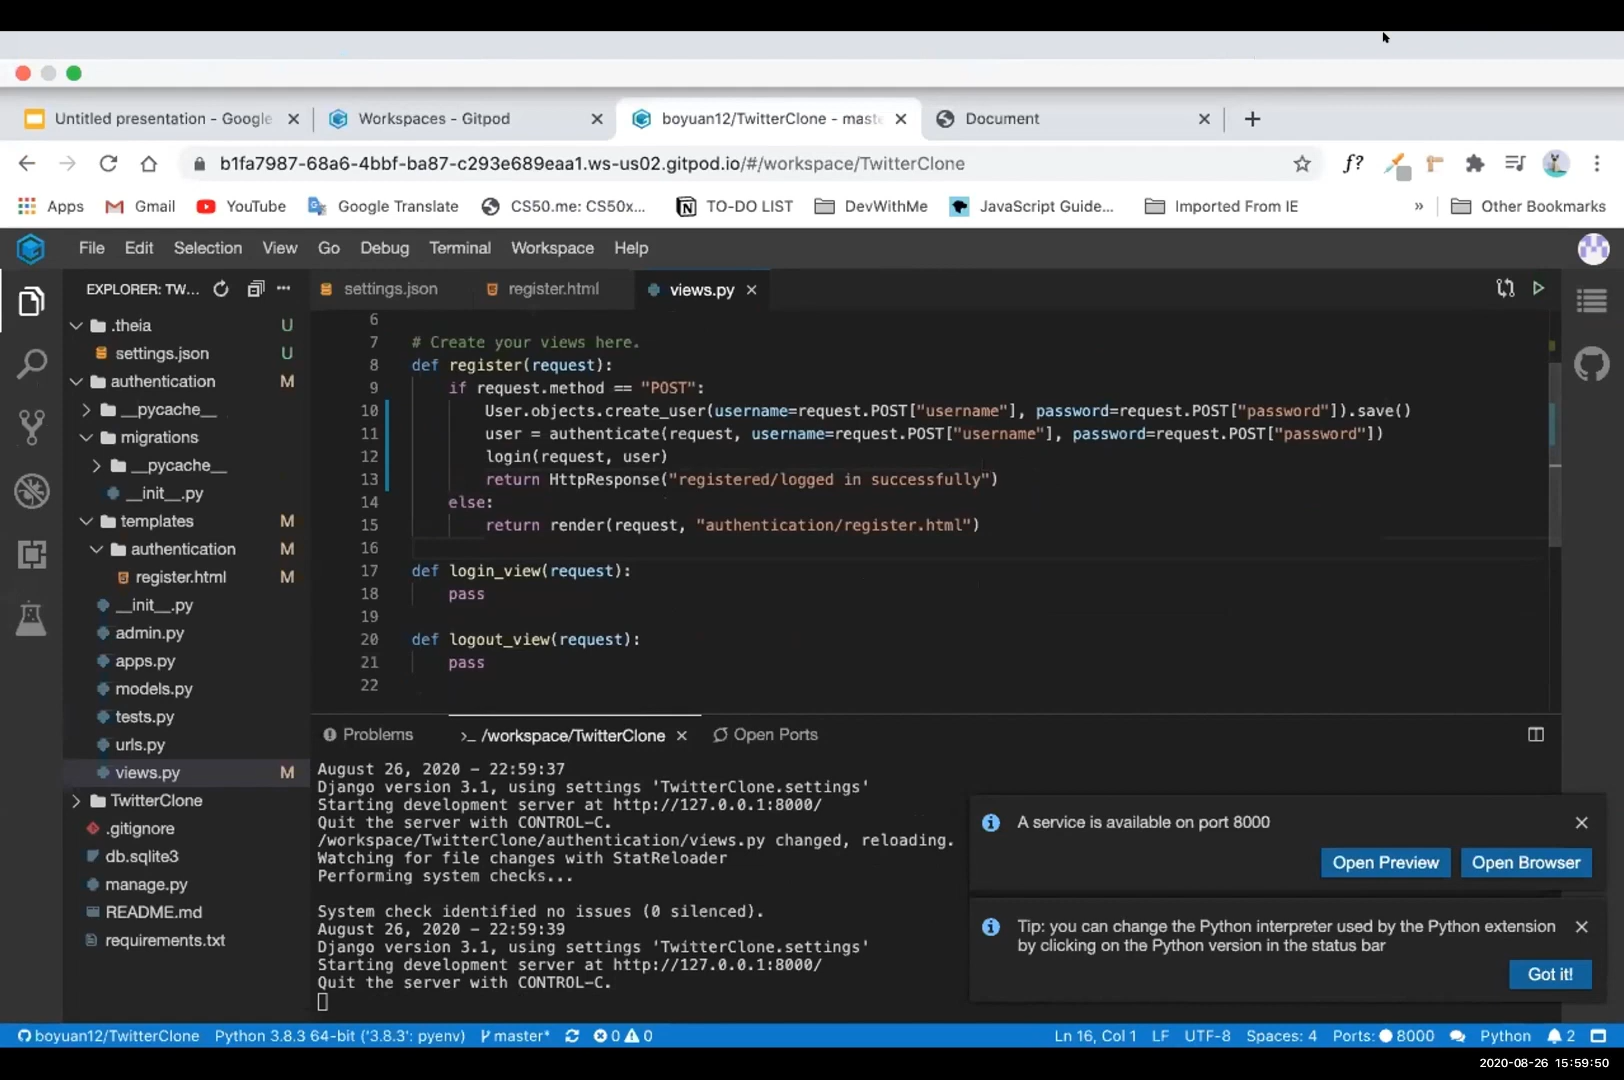 Untitled presentation - Google
Workspaces - Gitpod
boyuan12/TwitterClone - mast
Document
b1fa7987-68a6-4bbf-ba87-c293e689eaa1.ws-us02.gitpod.io/#/workspace/TwitterClone
f?
Apps Gmail YouTube Google Translate CS50.me: CS50x... TO-DO LIST DevWithMe JavaScript Guide... Imported From IE » Other Bookmarks
File Edit Selection View Go Debug Terminal Workspace Help
EXPLORER: TW...
settings.json register.html views.py
.theia U
settings.json U
authentication M
__pycache__
migrations
__pycache__
__init__.py
templates M
authentication M
register.html M
__init__.py
admin.py
apps.py
models.py
tests.py
urls.py
views.py M
TwitterClone
.gitignore
db.sqlite3
manage.py
README.md
requirements.txt
6
7 # Create your views here.
8 def register(request):
9 if request.method == "POST":
10 User.objects.create_user(username=request.POST["username"], password=request.POST["password"]).save()
11 user = authenticate(request, username=request.POST["username"], password=request.POST["password"])
12 login(request, user)
13 return HttpResponse("registered/logged in successfully")
14 else:
15 return render(request, "authentication/register.html")
16
17 def login_view(request):
18 pass
19
20 def logout_view(request):
21 pass
22
Problems >_ /workspace/TwitterClone Open Ports
August 26, 2020 - 22:59:37
Django version 3.1, using settings 'TwitterClone.settings'
Starting development server at http://127.0.0.1:8000/
Quit the server with CONTROL-C.
/workspace/TwitterClone/authentication/views.py changed, reloading.
Watching for file changes with StatReloader
Performing system checks...
System check identified no issues (0 silenced).
August 26, 2020 - 22:59:39
Django version 3.1, using settings 'TwitterClone.settings'
Starting development server at http://127.0.0.1:8000/
Quit the server with CONTROL-C.
A service is available on port 8000
Open Preview Open Browser
Tip: you can change the Python interpreter used by the Python extension
by clicking on the Python version in the status bar
Got it!
boyuan12/TwitterClone Python 3.8.3 64-bit ('3.8.3': pyenv) master* 0 0 Ln 16, Col 1 LF UTF-8 Spaces: 4 Ports: 8000 Python 2
2020-08-26 15:59:50